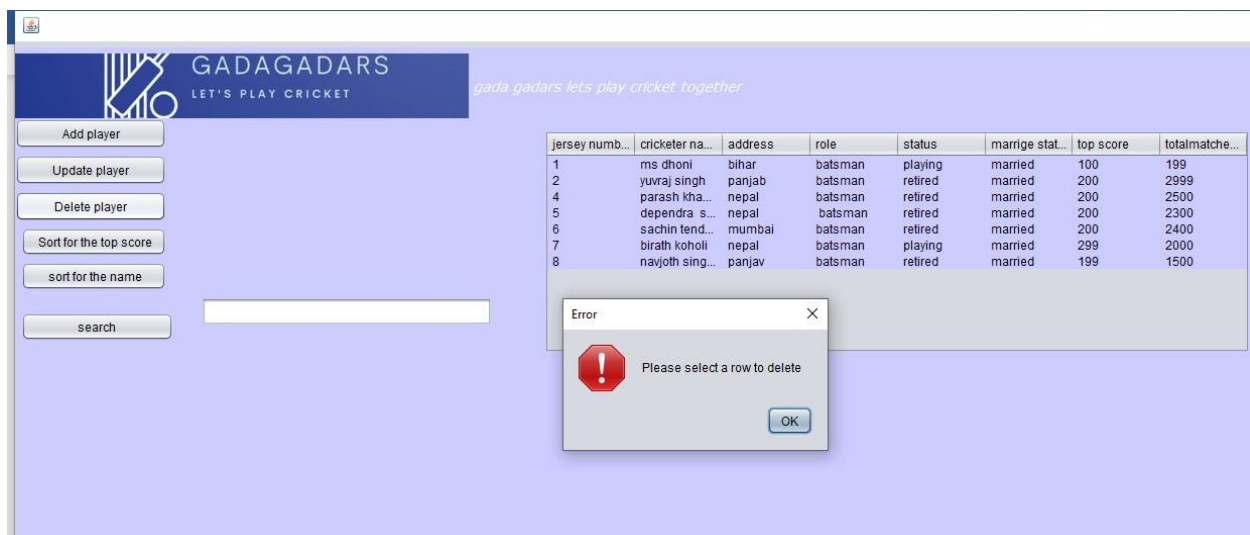 GADAGADARS
LET'S PLAY CRICKET
gada gadars lets play cricket together
Add player
Update player
Delete player
Sort for the top score
sort for the name
search
jersey numb... cricketer na... address role status marrige stat... top score totalmatche...
1 ms dhoni bihar batsman playing married 100 199
2 yuvraj singh panjab batsman retired married 200 2999
4 parash kha... nepal batsman retired married 200 2500
5 dependra s... nepal batsman retired married 200 2300
6 sachin tend... mumbai batsman retired married 200 2400
7 birath koholi nepal batsman playing married 299 2000
8 navjoth sing... panjav batsman retired married 199 1500
Error
Please select a row to delete
OK